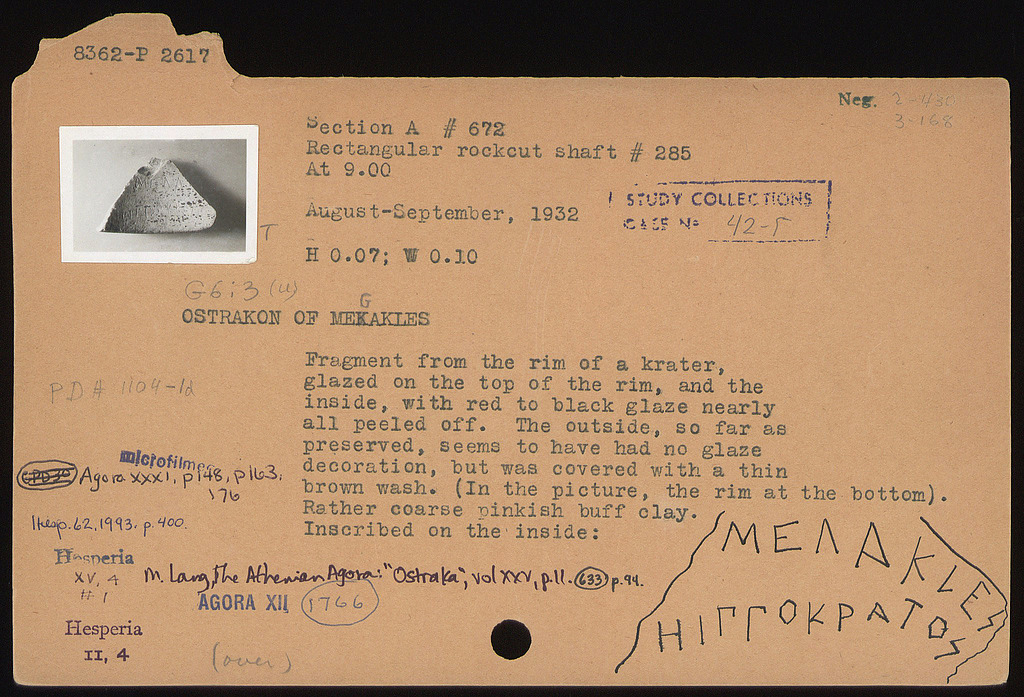 8362-P 2617
Neg. 2-430
3-168
Section A # 672
Rectangular rockcut shaft # 285
At 9.00
August-September, 1932
STUDY COLLECTIONS
CASE No 42-5
T
H 0.07; W 0.10
G6:3 (U)
G
OSTRAKON OF MEKAKLES
Fragment from the rim of a krater,
glazed on the top of the rim, and the
inside, with red to black glaze nearly
all peeled off. The outside, so far as
preserved, seems to have had no glaze
decoration, but was covered with a thin
brown wash. (In the picture, the rim at the bottom).
Rather coarse pinkish buff clay.
Inscribed on the inside:
PD# 1104-1d
microfilmed
Agora XXXI, p148, p163,
176
Hesp. 62, 1993. p. 400.
Hesperia
XV, 4
# 1
M. Lang, The Athenian Agora: "Ostraka", vol XXV, p. 11. 633 p. 94.
AGORA XII 1766
Hesperia
II, 4
(over)
ΜΕΛΑΚLΕS
ΗΙΓΓΟΚΡΑΤΟS